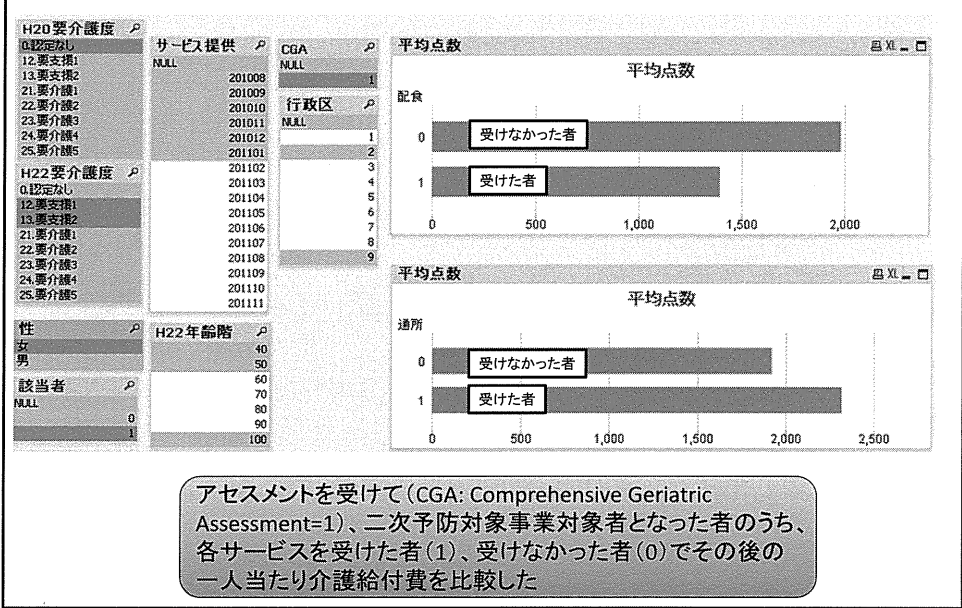 H20要介護度
0.認定なし
12.要支援1
13.要支援2
21.要介護1
22.要介護2
23.要介護3
24.要介護4
25.要介護5
H22要介護度
0.認定なし
12.要支援1
13.要支援2
21.要介護1
22.要介護2
23.要介護3
24.要介護4
25.要介護5
性
女
男
該当者
NULL
0
1
サービス提供
NULL
201008
201009
201010
201011
201012
201101
201102
201103
201104
201105
201106
201107
201108
201109
201110
201111
H22年齢階
40
50
60
70
80
90
100
CGA
NULL
1
行政区
NULL
1
2
3
4
5
6
7
8
9
平均点数
XL
平均点数
配食
0 受けなかった者
1 受けた者
0 500 1,000 1,500 2,000
平均点数
XL
平均点数
通所
0 受けなかった者
1 受けた者
0 500 1,000 1,500 2,000 2,500
アセスメントを受けて(CGA: Comprehensive Geriatric
Assessment=1)、二次予防対象事業対象者となった者のうち、
各サービスを受けた者(1)、受けなかった者(0)でその後の
一人当たり介護給付費を比較した